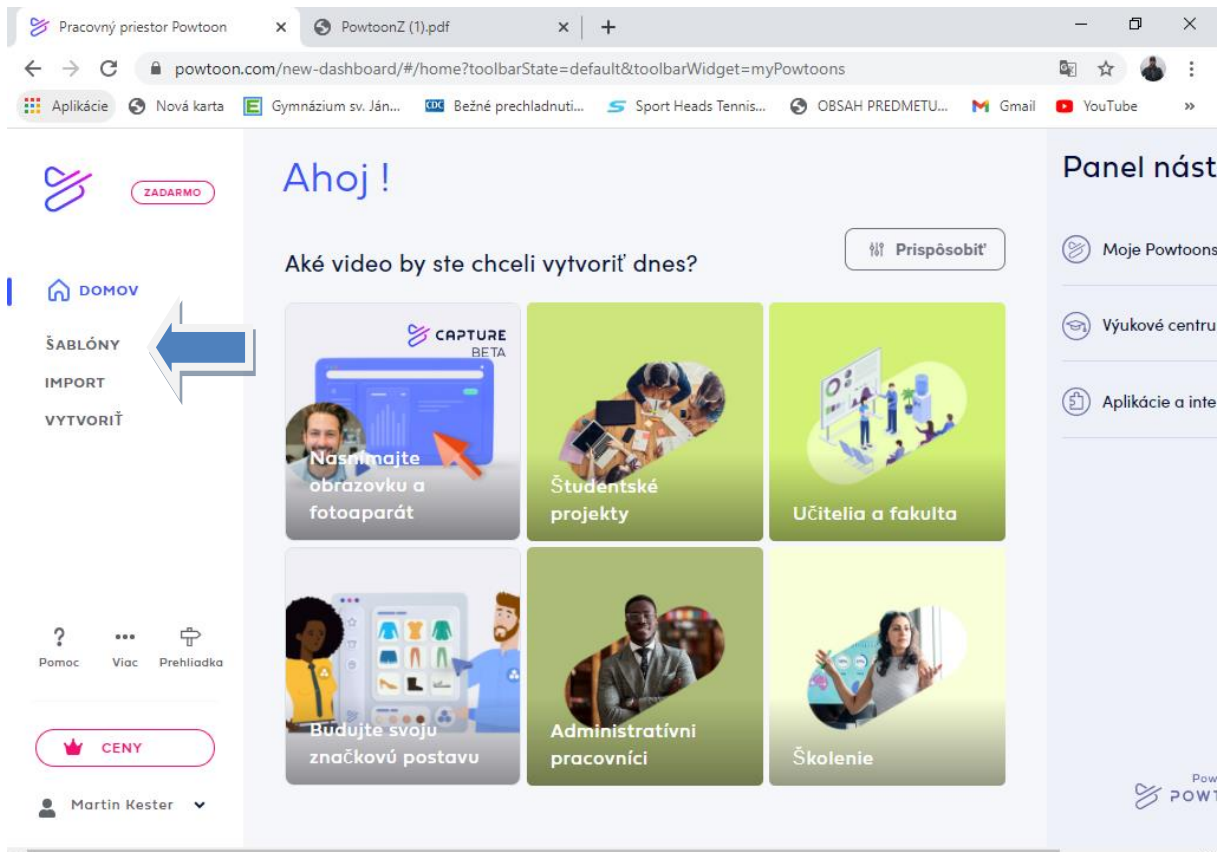 Pracovný priestor Powtoon
PowtoonZ (1).pdf
powtoon.com/new-dashboard/#/home?toolbarState=default&toolbarWidget=myPowtoons
Aplikácie
Nová karta
Gymnázium sv. Ján...
CDC
Bežné prechladnuti...
Sport Heads Tennis...
OBSAH PREDMETU...
Gmail
YouTube
»
ZADARMO
DOMOV
ŠABLÓNY
IMPORT
VYTVORIŤ
?
Pomoc
Viac
Prehliadka
CENY
Martin Kester
Ahoj !
Aké video by ste chceli vytvoriť dnes?
Prispôsobiť
CAPTURE
BETA
Nasnímajte
obrazovku a
fotoaparát
Študentské
projekty
Učitelia a fakulta
Budujte svoju
značkovú postavu
Administratívni
pracovníci
Školenie
Panel nást
Moje Powtoons
Výukové centru
Aplikácie a inte
Pow
POWT